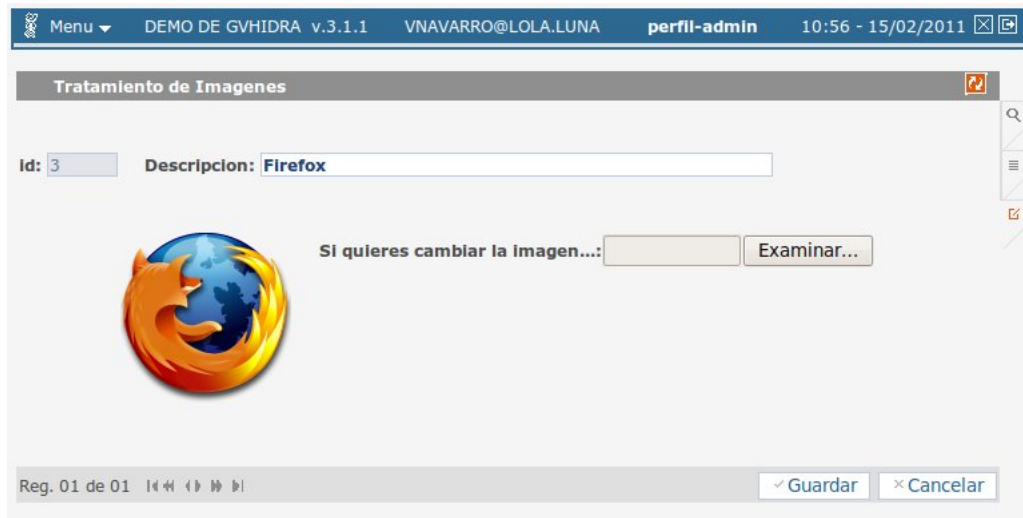 Menu DEMO DE GVHIDRA v.3.1.1 VNAVARRO@LOLA.LUNA perfil-admin 10:56 - 15/02/2011
Tratamiento de Imagenes
id: 3 Descripcion: Firefox
Si quieres cambiar la imagen...: Examinar...
Reg. 01 de 01 Guardar Cancelar